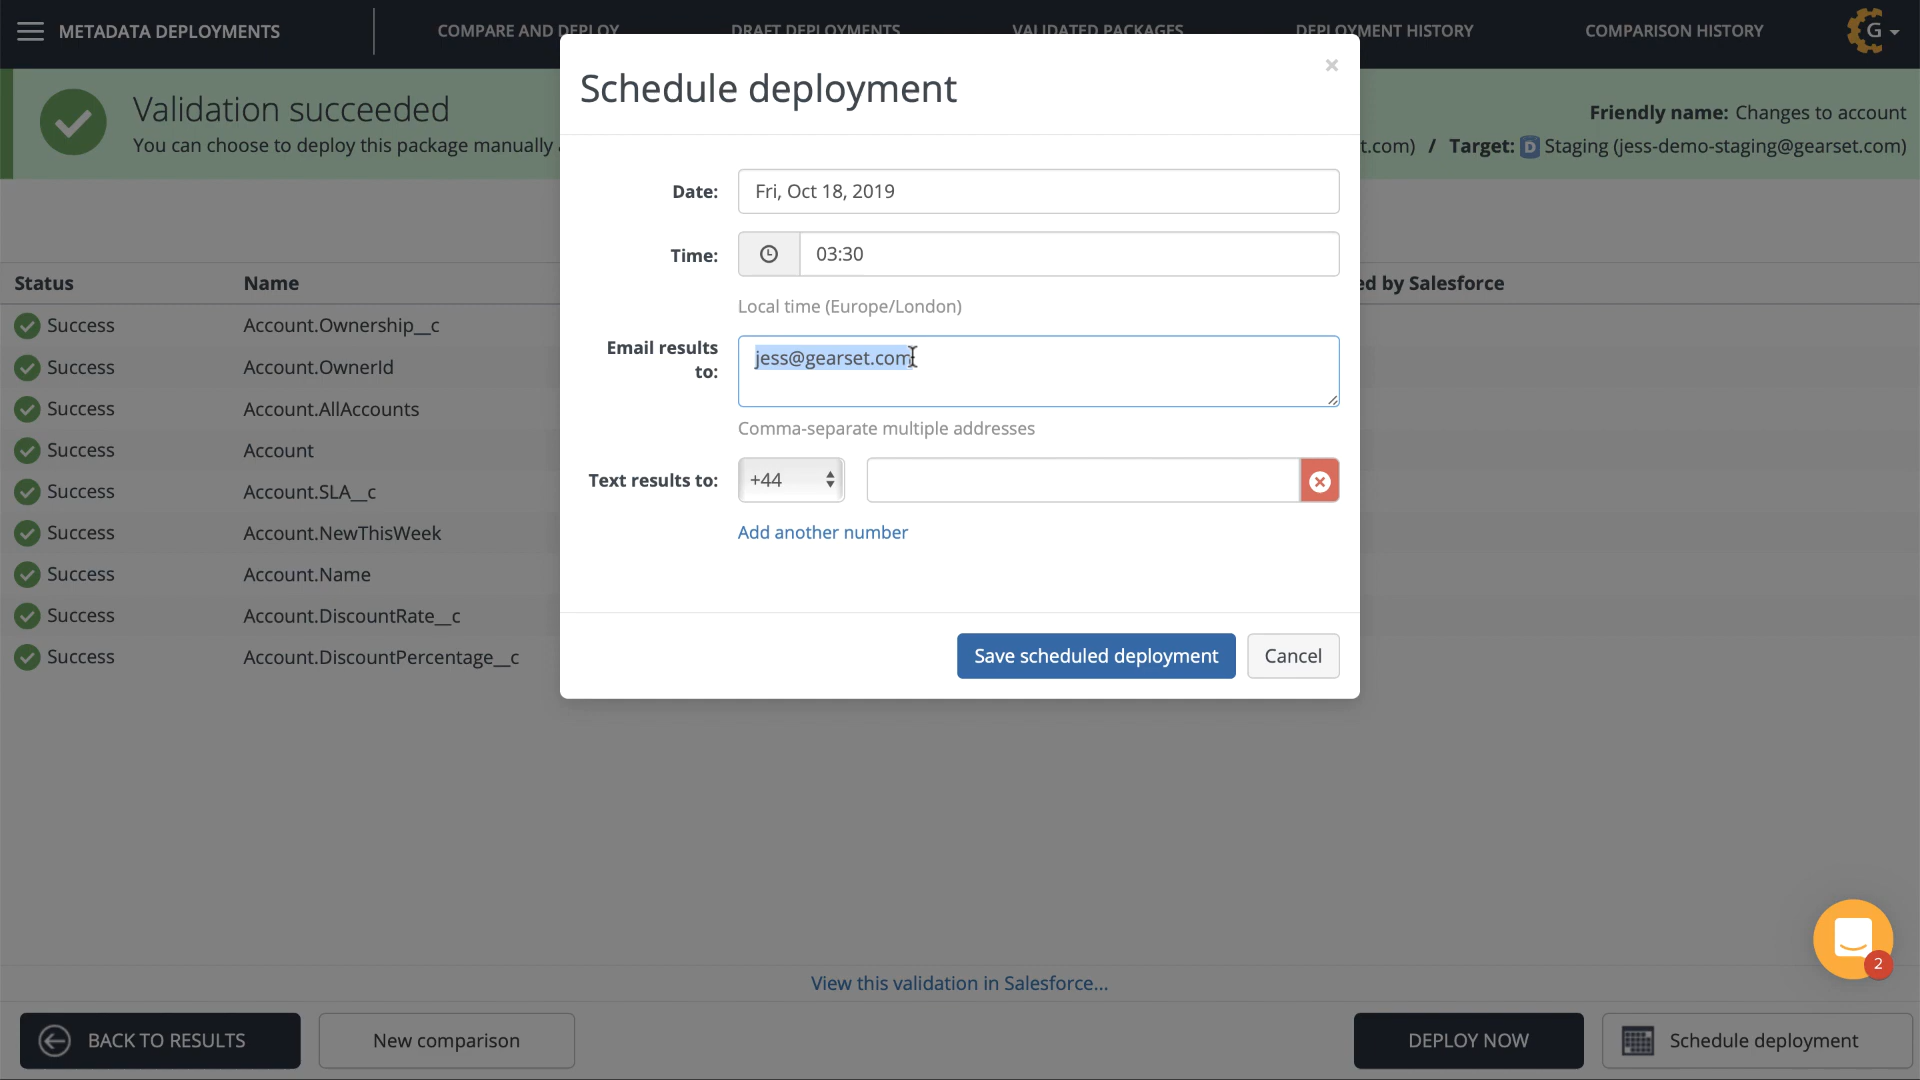 METADATA DEPLOYMENTS
COMPARE AND DEPLOY
DRAFT DEPLOYMENTS
VALIDATED PACKAGES
DEPLOYMENT HISTORY
COMPARISON HISTORY
G
Validation succeeded
You can choose to deploy this package manually
Friendly name: Changes to account
t.com) / Target: D Staging (jess-demo-staging@gearset.com)
Schedule deployment
×
Date: Fri, Oct 18, 2019
Time: 03:30
Local time (Europe/London)
Email results to: jess@gearset.com
Comma-separate multiple addresses
Text results to: +44
Add another number
Save scheduled deployment
Cancel
Status Name ed by Salesforce
Success Account.Ownership__c
Success Account.OwnerId
Success Account.AllAccounts
Success Account
Success Account.SLA__c
Success Account.NewThisWeek
Success Account.Name
Success Account.DiscountRate__c
Success Account.DiscountPercentage__c
2
View this validation in Salesforce...
BACK TO RESULTS
New comparison
DEPLOY NOW
Schedule deployment